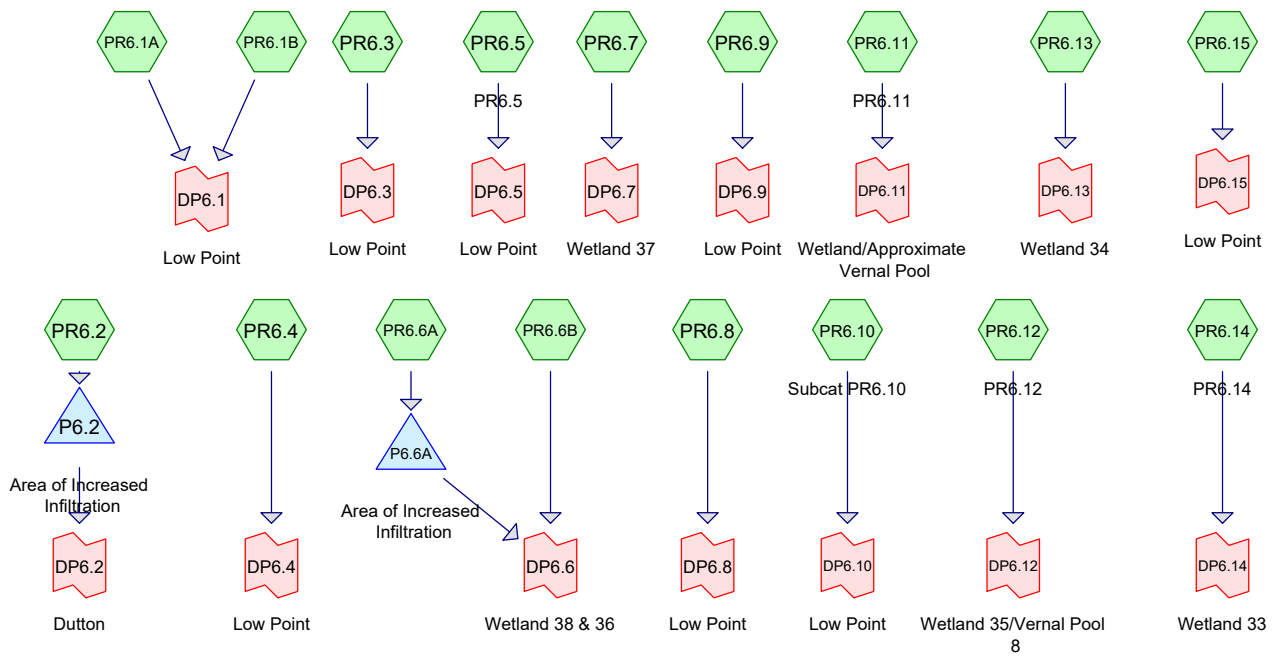 PR6.1A
PR6.1B
PR6.3
PR6.5
PR6.7
PR6.9
PR6.11
PR6.13
PR6.15
PR6.5
PR6.11
DP6.1
DP6.3
DP6.5
DP6.7
DP6.9
DP6.11
DP6.13
DP6.15
Low Point
Low Point
Low Point
Wetland 37
Low Point
Wetland/Approximate
Vernal Pool
Wetland 34
Low Point
PR6.2
PR6.4
PR6.6A
PR6.6B
PR6.8
PR6.10
PR6.12
PR6.14
Subcat PR6.10
PR6.12
PR6.14
P6.2
P6.6A
Area of Increased
Infiltration
Area of Increased
Infiltration
DP6.2
DP6.4
DP6.6
DP6.8
DP6.10
DP6.12
DP6.14
Dutton
Low Point
Wetland 38 & 36
Low Point
Low Point
Wetland 35/Vernal Pool
8
Wetland 33